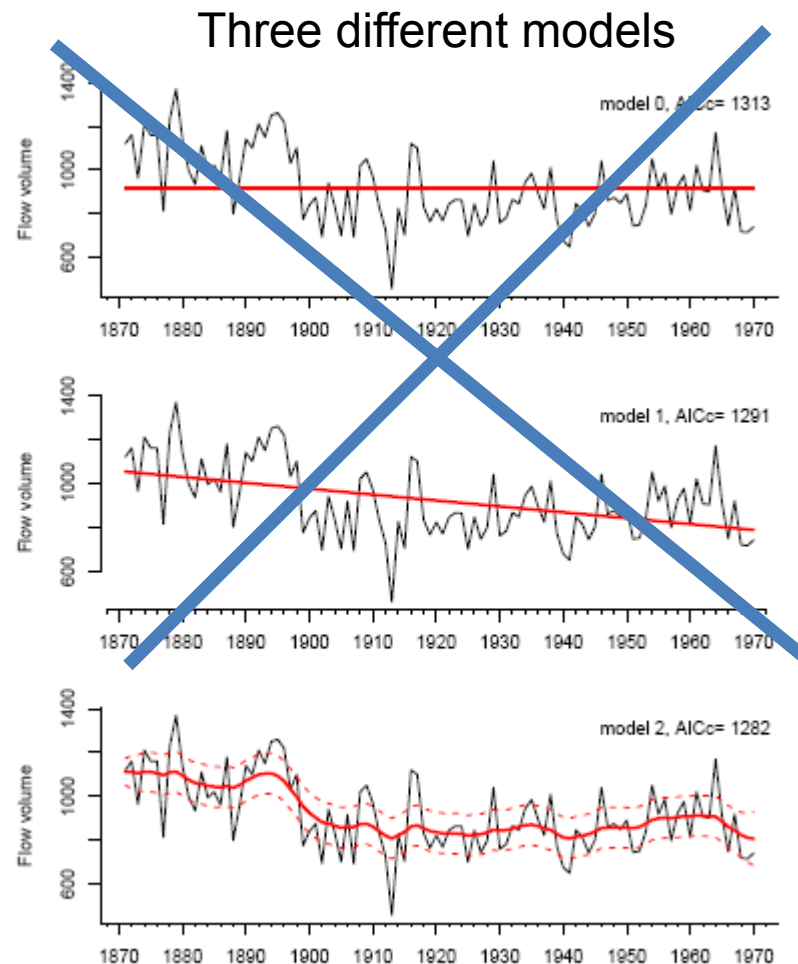 Three different models
model 0, AICc= 1313
Flow volume
600 1000 1400
1870 1880 1890 1900 1910 1920 1930 1940 1950 1960 1970
model 1, AICc= 1291
Flow volume
600 1000 1400
1870 1880 1890 1900 1910 1920 1930 1940 1950 1960 1970
model 2, AICc= 1282
Flow volume
600 1000 1400
1870 1880 1890 1900 1910 1920 1930 1940 1950 1960 1970